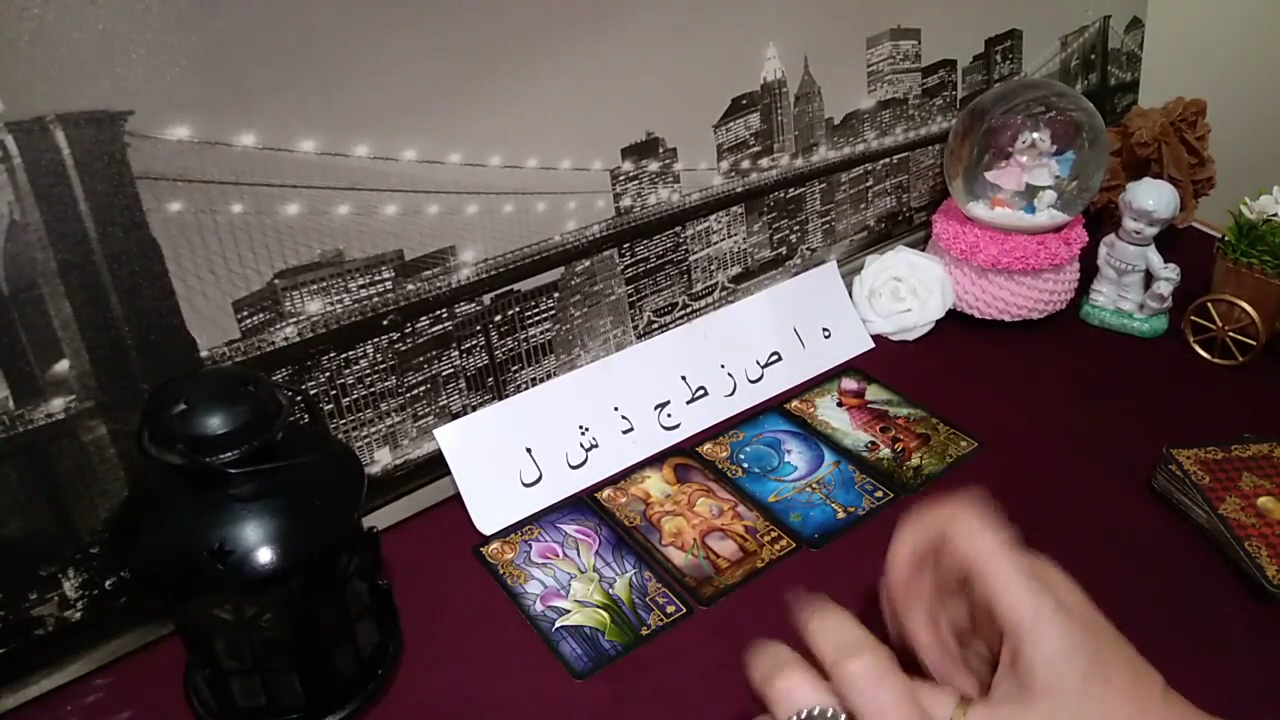 ه ا ص ز ط ج ذ ش ل